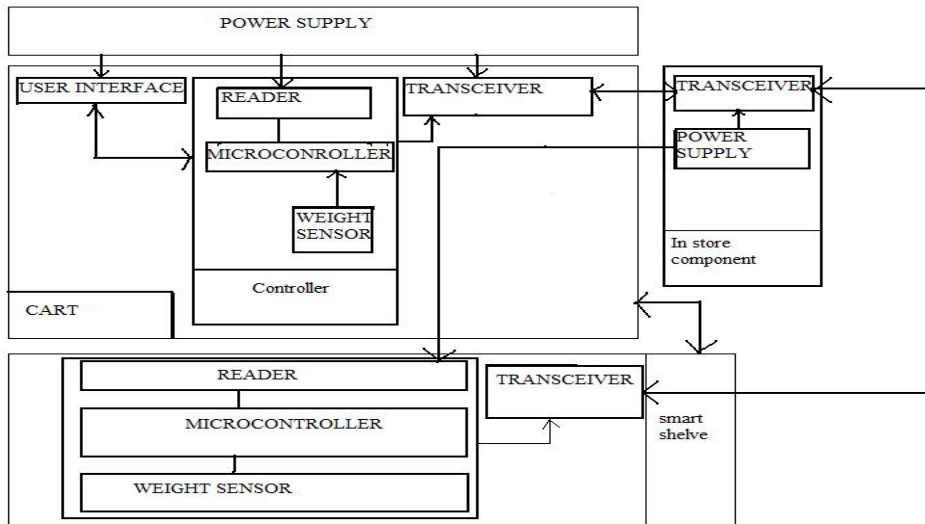 POWER SUPPLY
USER INTERFACE
READER
TRANSCEIVER
TRANSCEIVER
MICROCONROLLER
POWER
SUPPLY
WEIGHT
SENSOR
In store
component
Controller
CART
READER
TRANSCEIVER
MICROCONTROLLER
smart
shelve
WEIGHT SENSOR